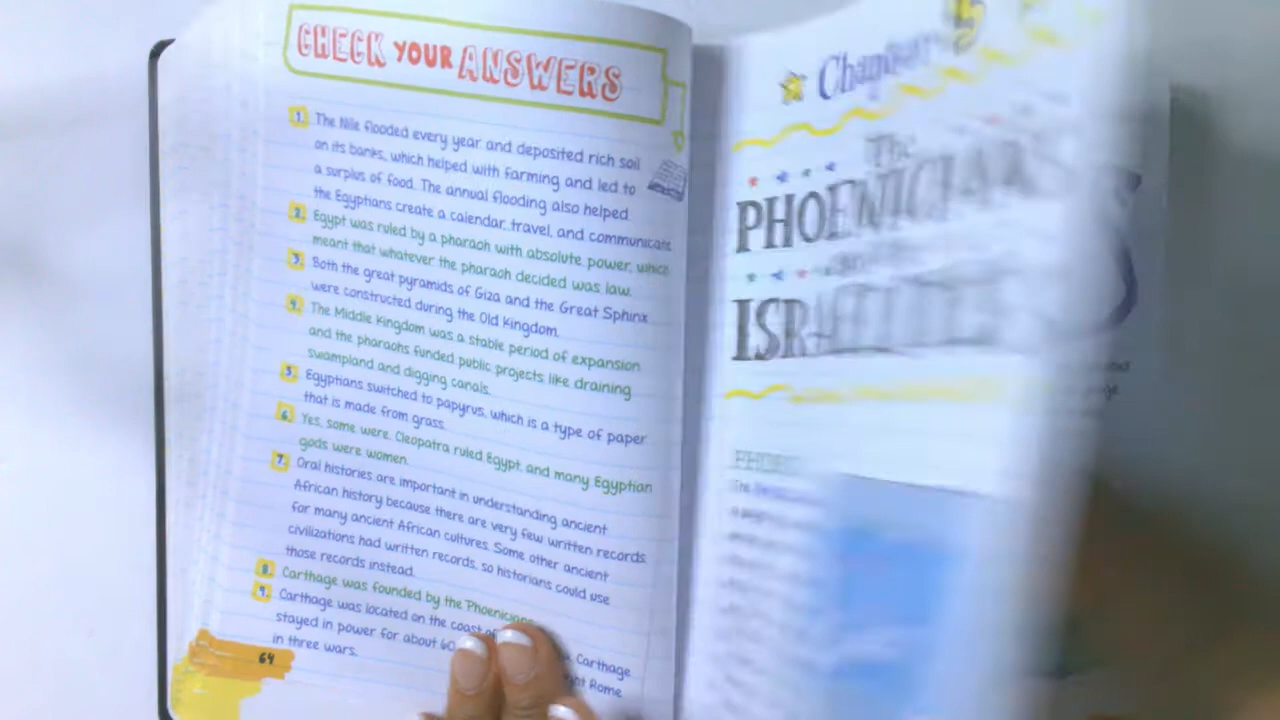 CHECK YOUR ANSWERS
1. The Nile flooded every year and deposited rich soil
on its banks, which helped with farming and led to
a surplus of food. The annual flooding also helped
the Egyptians create a calendar, travel, and communicate.
2. Egypt was ruled by a pharaoh with absolute power, which
meant that whatever the pharaoh decided was law.
3. Both the great pyramids of Giza and the Great Sphinx
were constructed during the Old Kingdom.
4. The Middle Kingdom was a stable period of expansion
and the pharaohs funded public projects like draining
swampland and digging canals.
5. Egyptians switched to papyrus, which is a type of paper
that is made from grass.
6. Yes, some were. Cleopatra ruled Egypt, and many Egyptian
gods were women.
7. Oral histories are important in understanding ancient
African history because there are very few written records
for many ancient African cultures. Some other ancient
civilizations had written records, so historians could use
those records instead.
8. Carthage was founded by the Phoenicians.
9. Carthage was located on the coast of
Carthage
stayed in power for about 60
Rome
in three wars.
64
Chapter
The
PHOENICIANS
ISRAELITES
The